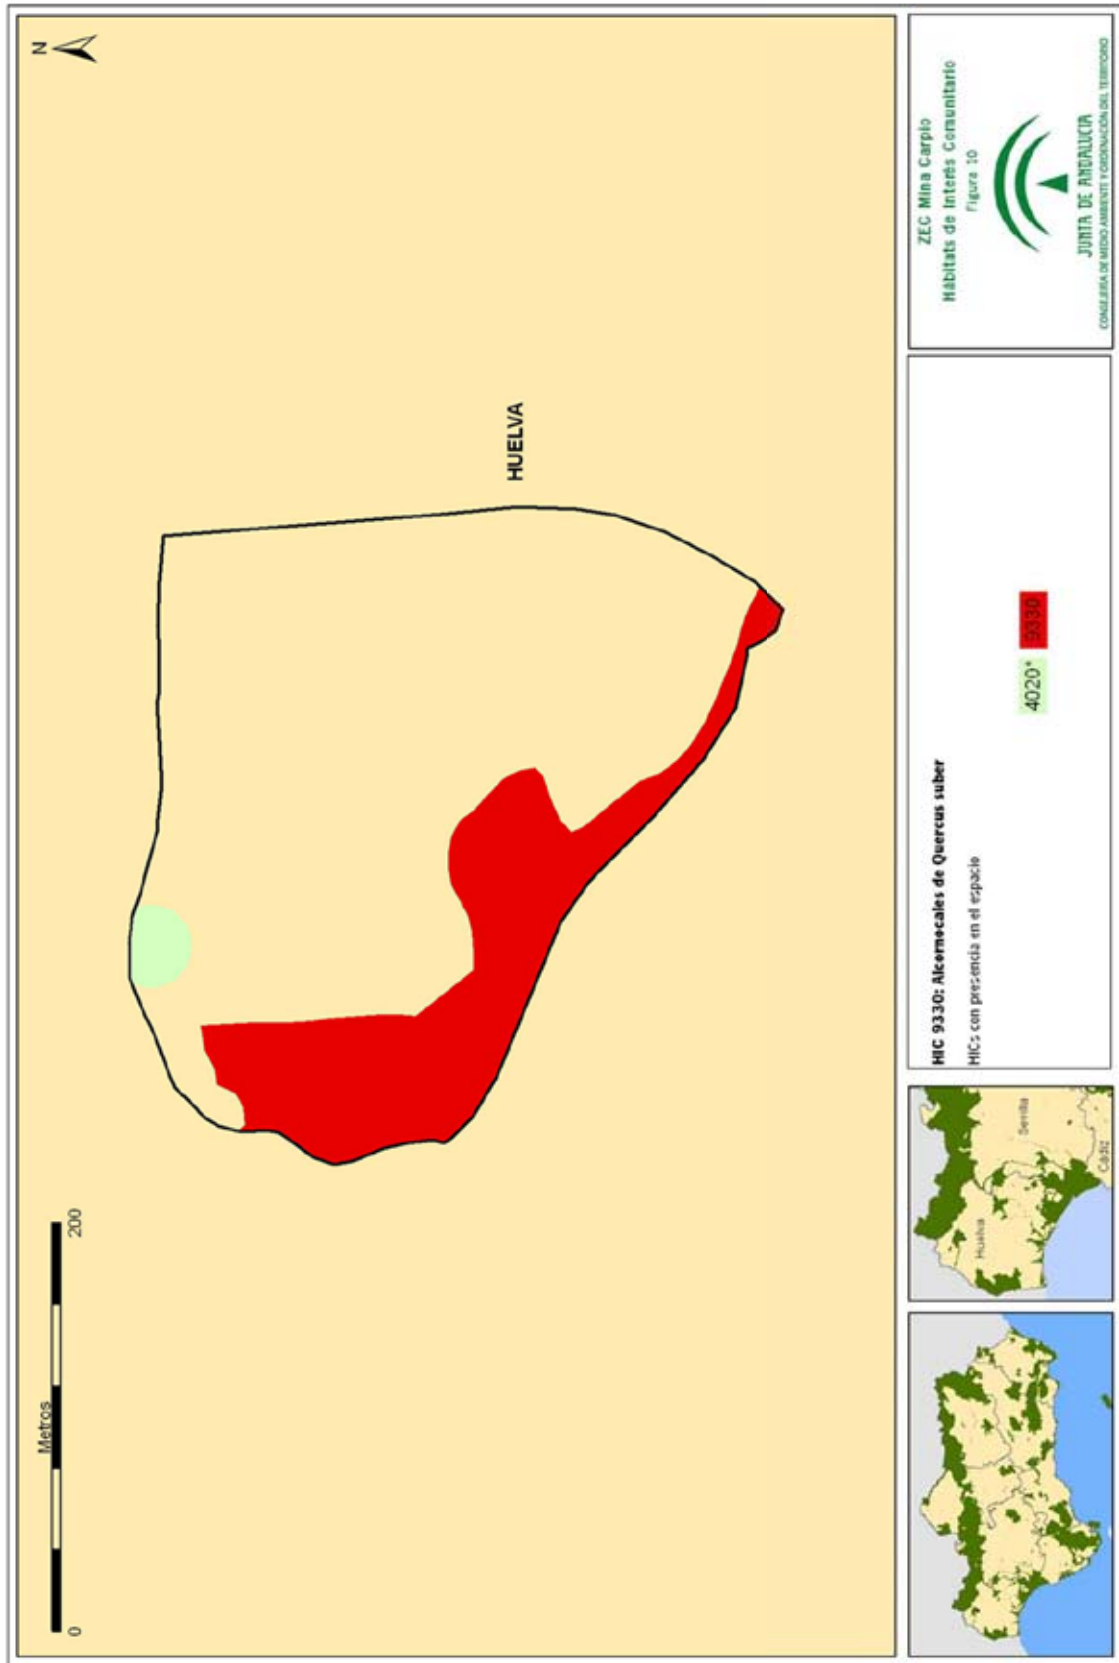 N
Metros
0
200
HUELVA
Huelva
Sevilla
Cádiz
HIC 9330: Alcornocales de Quercus suber
HICs con presencia en el espacio
4020*
9330
ZEC Mina Carpio
Hábitats de Interés Comunitario
Figura 10
JUNTA DE ANDALUCIA
CONSEJERÍA DE MEDIO AMBIENTE Y ORDENACIÓN DEL TERRITORIO